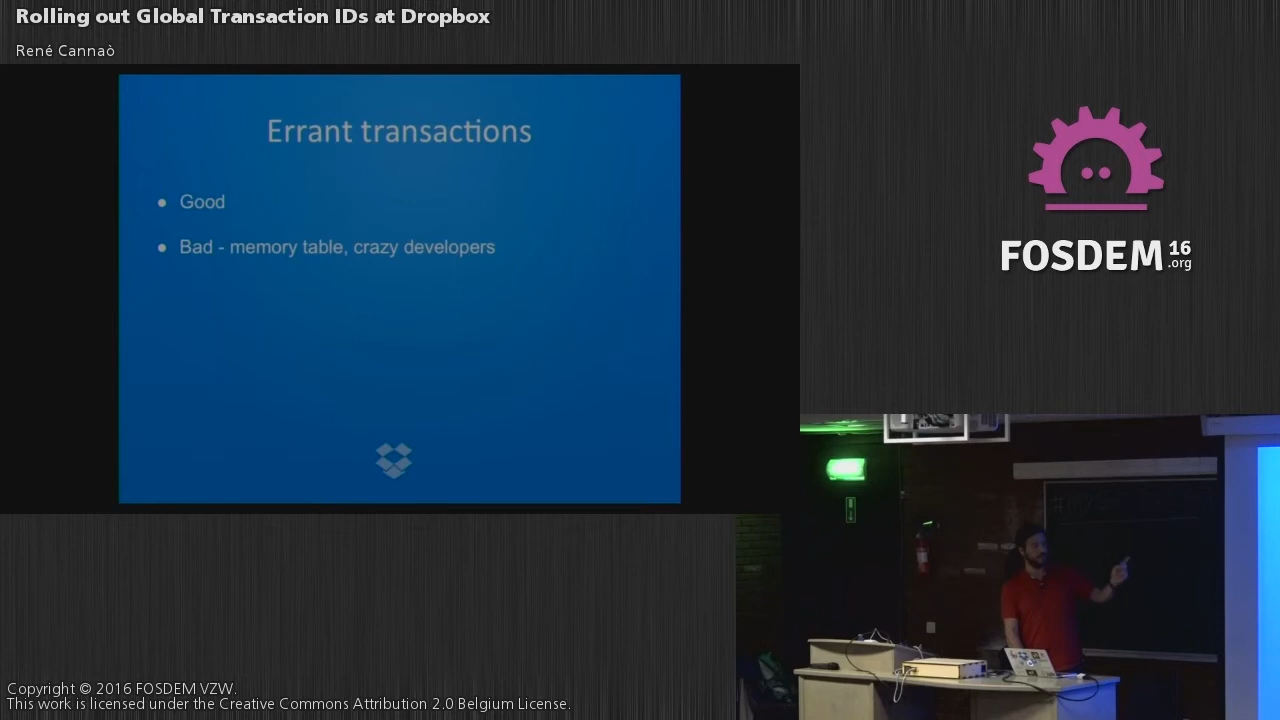 Rolling out Global Transaction IDs at Dropbox
René Cannaò
Errant transactions
● Good
● Bad - memory table, crazy developers
FOSDEM 16
.org
Copyright © 2016 FOSDEM VZW.
This work is licensed under the Creative Commons Attribution 2.0 Belgium License.